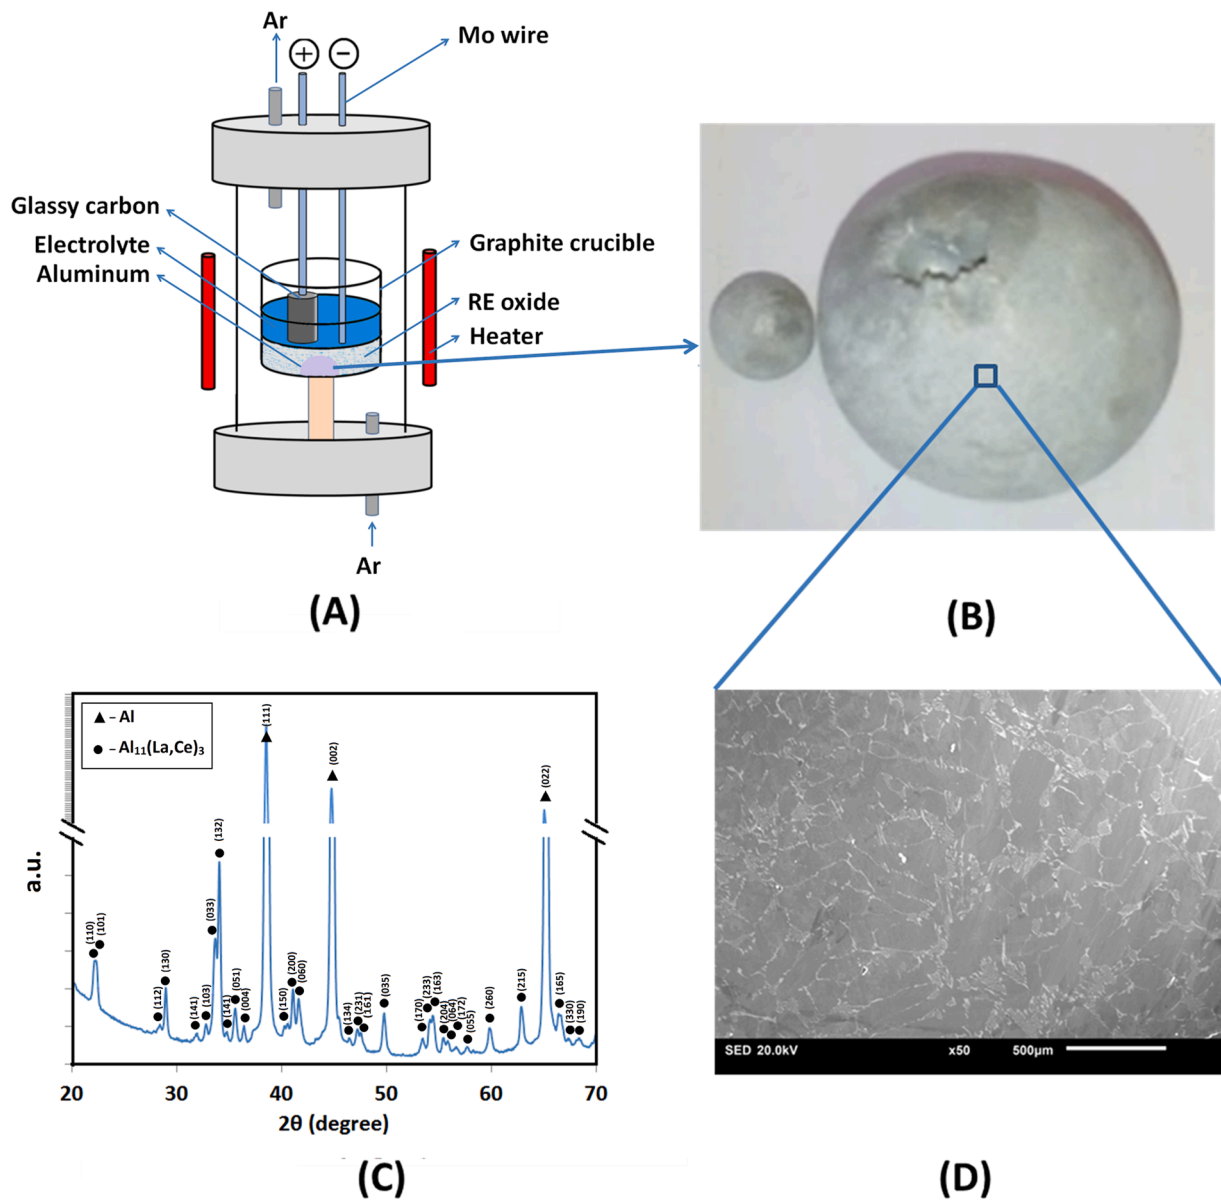 Ar
+
−
Mo wire
Glassy carbon
Electrolyte
Aluminum
Graphite crucible
RE oxide
Heater
Ar
(A)
(B)
▲ – Al
● – Al₁₁(La,Ce)₃
(110)
(101)
(112)
(130)
(141)
(103)
(033)
(132)
(141)
(051)
(004)
(111)
(150)
(200)
(060)
(002)
(134)
(231)
(161)
(035)
(170)
(233)
(163)
(204)
(064)
(172)
(055)
(260)
(215)
(022)
(165)
(330)
(190)
a.u.
20 30 40 50 60 70
2θ (degree)
(C)
SED 20.0kV x50 500μm
(D)